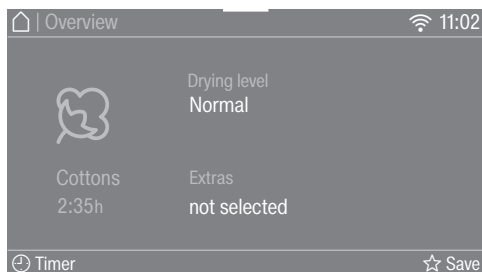 | Overview 11:02
Drying level
Normal
Cottons Extras
2:35h not selected
Timer Save